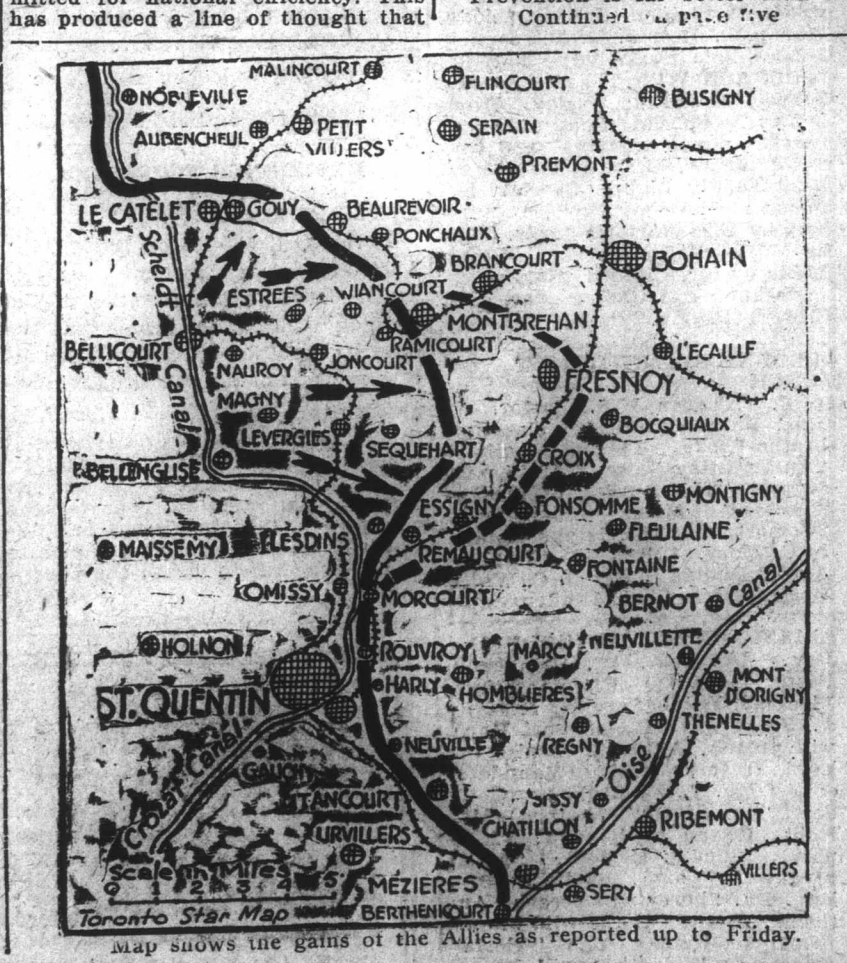 has produced a line of thought that
Continued
MALINCOURT
FLINCOURT
NOBLEVILLE
BUSIGNY
AUBENCHEUL
PETIT
VILLERS
SERAIN
PREMONT
LE CATELET
GOUY
BEAUREVOIR
PONCHAUX
Scheldt
Canal
BRANCOURT
BOHAIN
ESTREES
WIANCOURT
MONTBREHAN
RAMICOURT
BELLICOURT
NAUROY
JONCOURT
L'ECAILLE
FRESNOY
MAGNY
BOCQUIAUX
LEVERGIES
SEQUEHART
CROIX
BELLENGLISE
ESSIGNY
FONSOMME
MONTIGNY
FLEULAINE
MAISSEMY
LESDINS
REMAUCOURT
FONTAINE
OMISSY
MORCOURT
BERNOT
Canal
HOLNON
ROUVROY
MARCY
NEUVILLETTE
ST. QUENTIN
HARLY
HOMBLIERES
MONT
D'ORIGNY
THENELLES
NEUVILLE
REGNY
Oise
Crozat Canal
GAUCHY
SISSY
URVILLERS
CHATILLON
RIBEMONT
Scale in Miles
0 1 2 3 4 5
VILLERS
MÉZIERES
SERY
Toronto Star Map
BERTHENICOURT
Map shows the gains of the Allies as reported up to Friday.